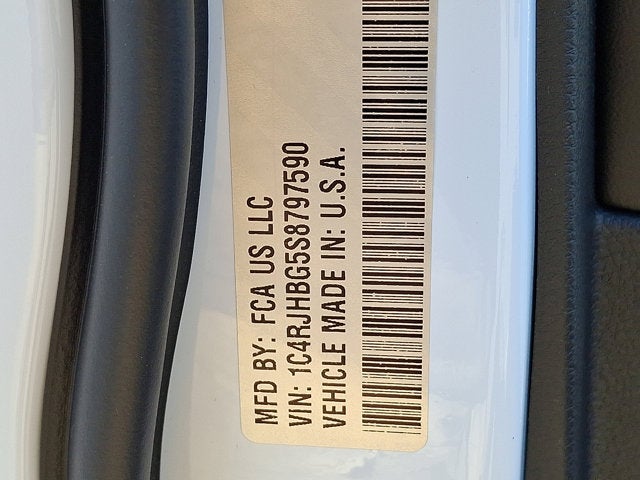 MFD BY: FCA US LLC
VIN: 1C4RJHBG5S8797590
VEHICLE MADE IN: U.S.A.